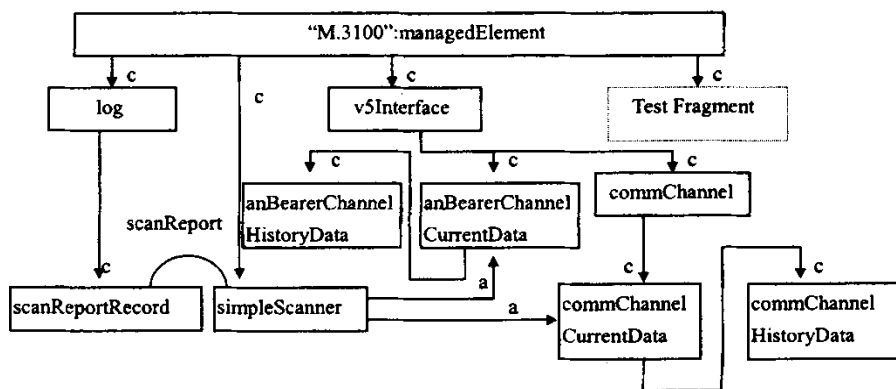 “M.3100”:managedElement
c
c
c
c
log
v5Interface
Test Fragment
c
c
c
anBearerChannel
HistoryData
anBearerChannel
CurrentData
commChannel
scanReport
c
c
c
scanReportRecord
simpleScanner
a
a
commChannel
CurrentData
commChannel
HistoryData